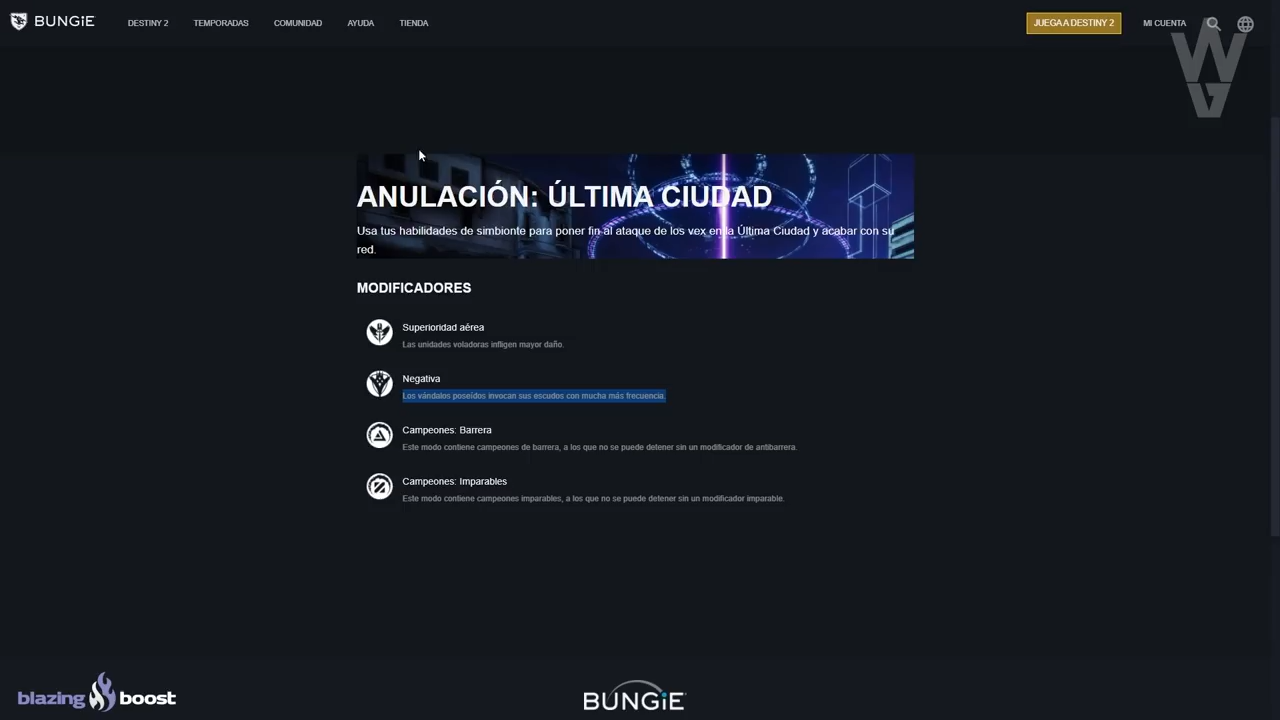 BUNGiE DESTINY 2 TEMPORADAS COMUNIDAD AYUDA TIENDA JUEGA A DESTINY 2 MI CUENTA
ANULACIÓN: ÚLTIMA CIUDAD
Usa tus habilidades de simbionte para poner fin al ataque de los vex en la Última Ciudad y acabar con su
red.
MODIFICADORES
Superioridad aérea
Las unidades voladoras infligen mayor daño.
Negativa
Los vándalos poseídos invocan sus escudos con mucha más frecuencia.
Campeones: Barrera
Este modo contiene campeones de barrera, a los que no se puede detener sin un modificador de antibarrera.
Campeones: Imparables
Este modo contiene campeones imparables, a los que no se puede detener sin un modificador imparable.
blazing boost
BUNGiE